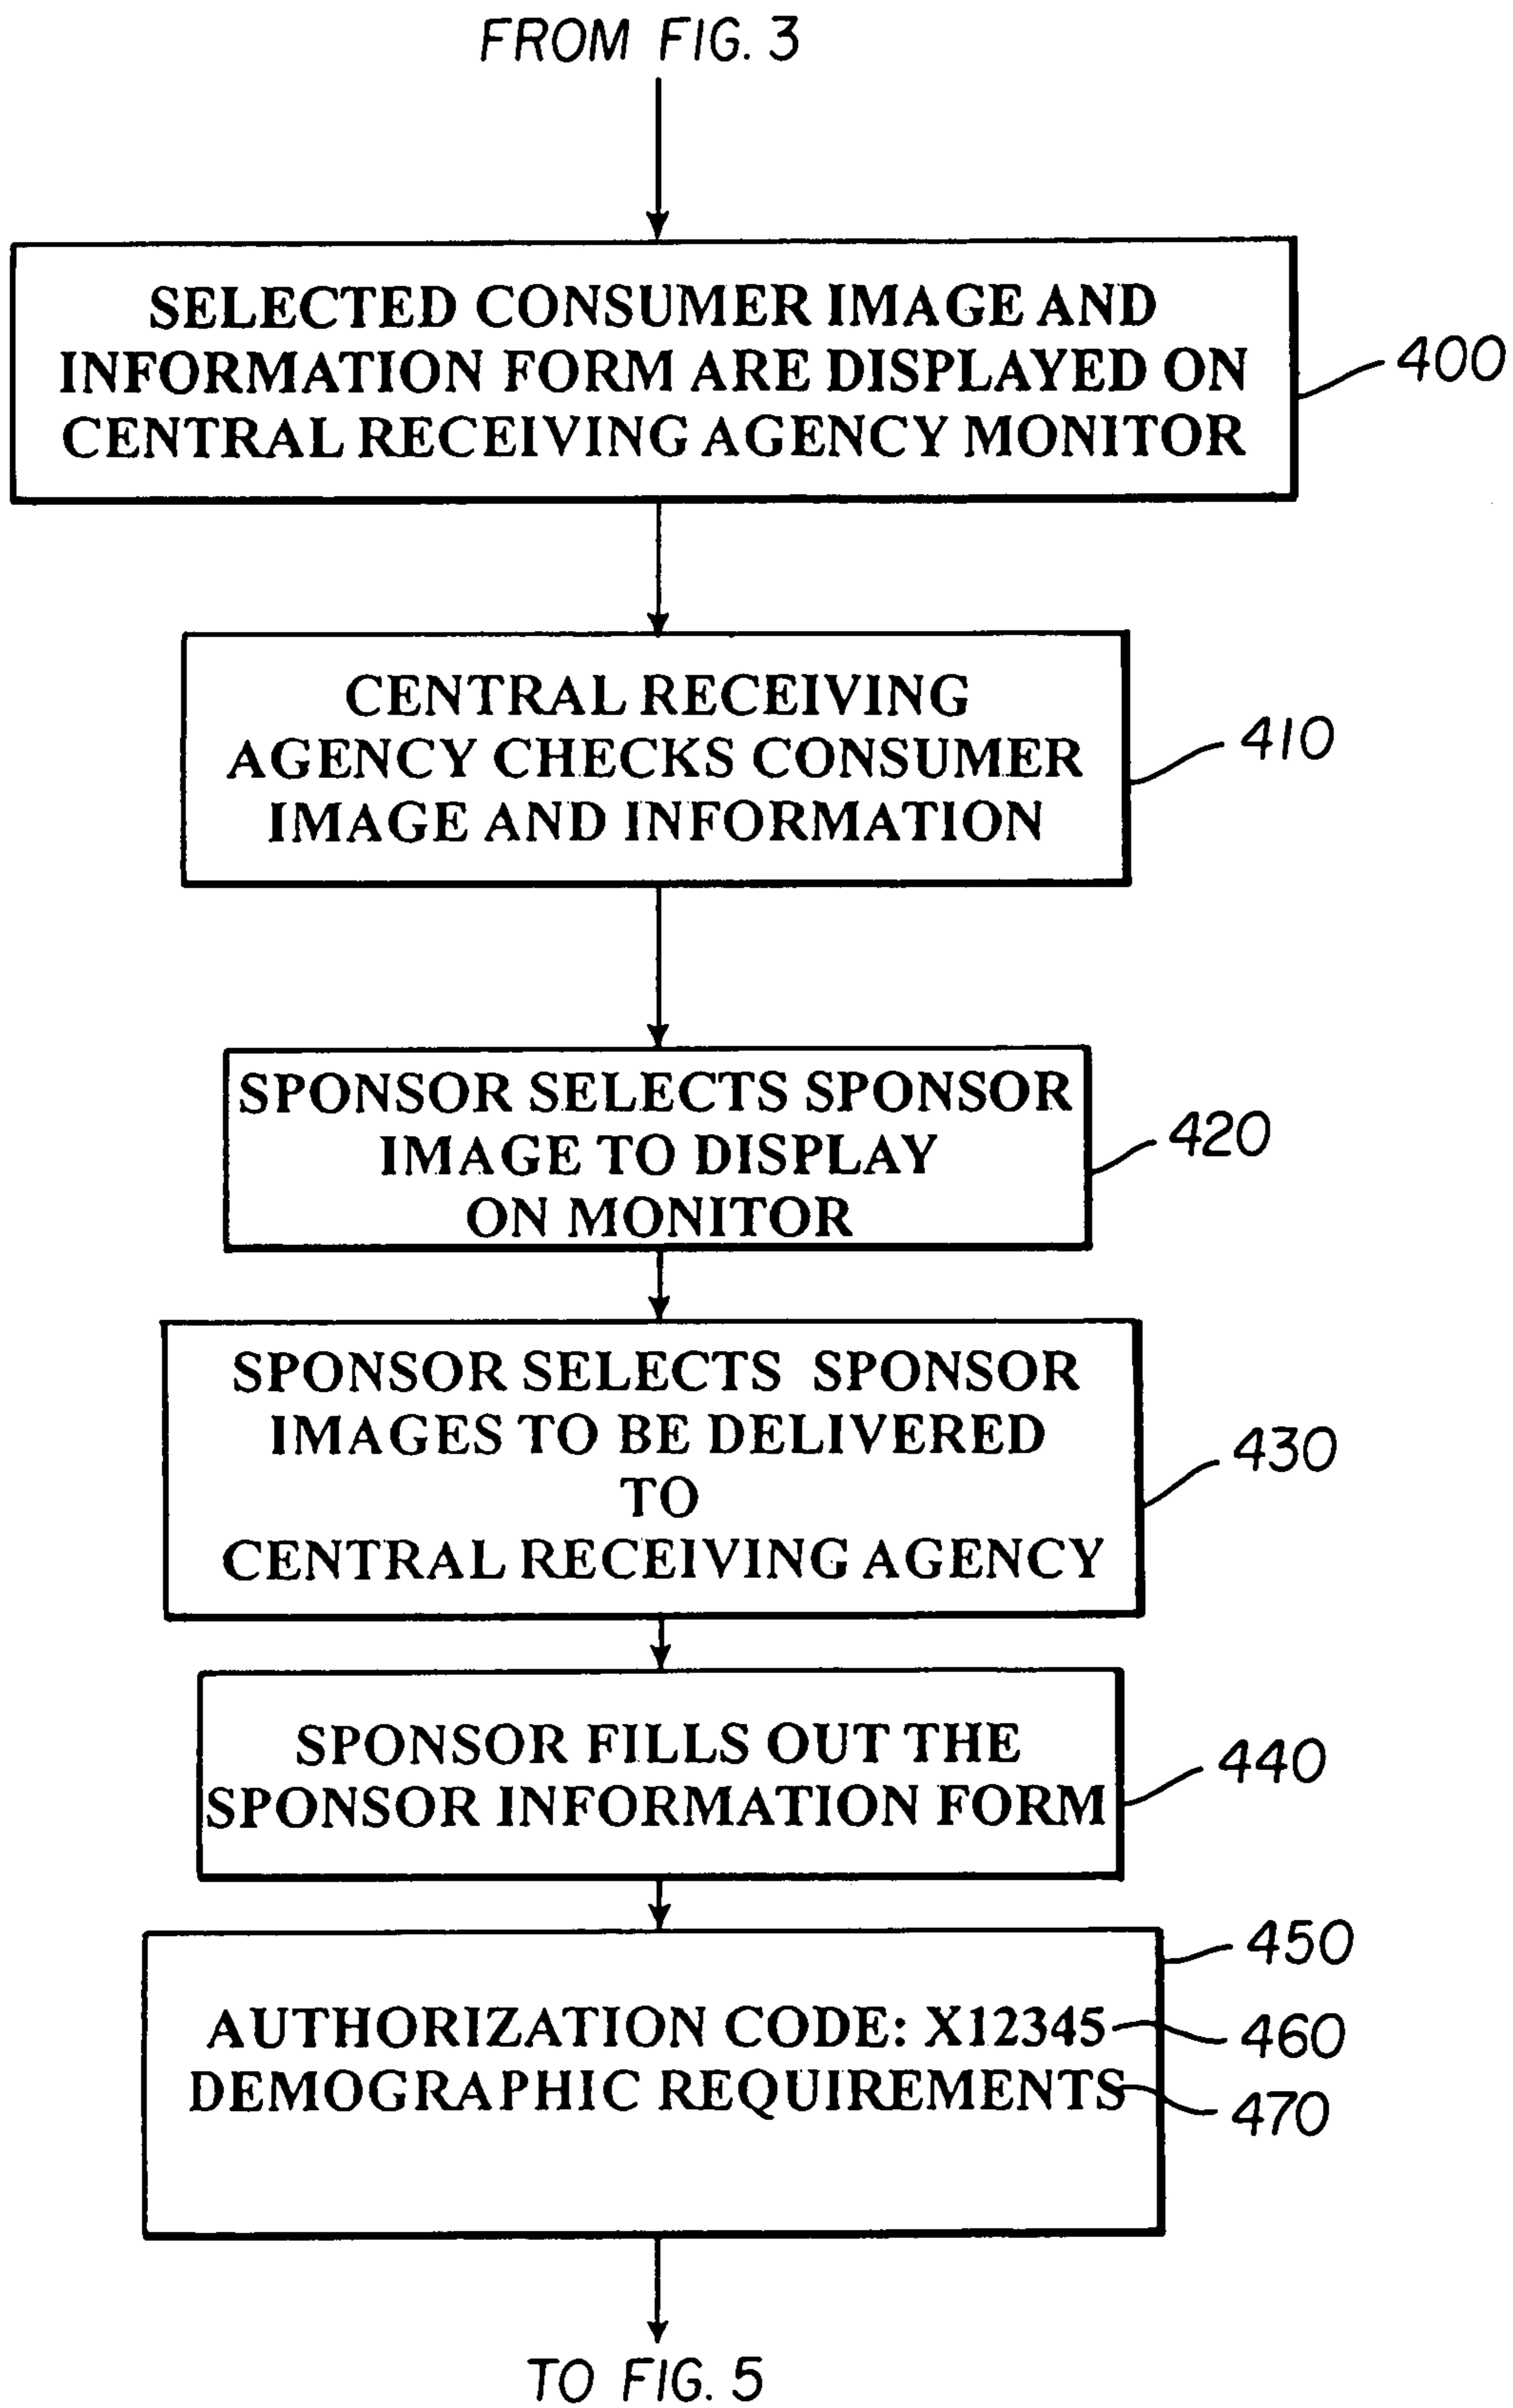 FROM FIG. 3
SELECTED CONSUMER IMAGE AND
INFORMATION FORM ARE DISPLAYED ON
CENTRAL RECEIVING AGENCY MONITOR
400
CENTRAL RECEIVING
AGENCY CHECKS CONSUMER
IMAGE AND INFORMATION
410
SPONSOR SELECTS SPONSOR
IMAGE TO DISPLAY
ON MONITOR
420
SPONSOR SELECTS SPONSOR
IMAGES TO BE DELIVERED
TO
CENTRAL RECEIVING AGENCY
430
SPONSOR FILLS OUT THE
SPONSOR INFORMATION FORM
440
450
AUTHORIZATION CODE: X12345
460
DEMOGRAPHIC REQUIREMENTS
470
TO FIG. 5